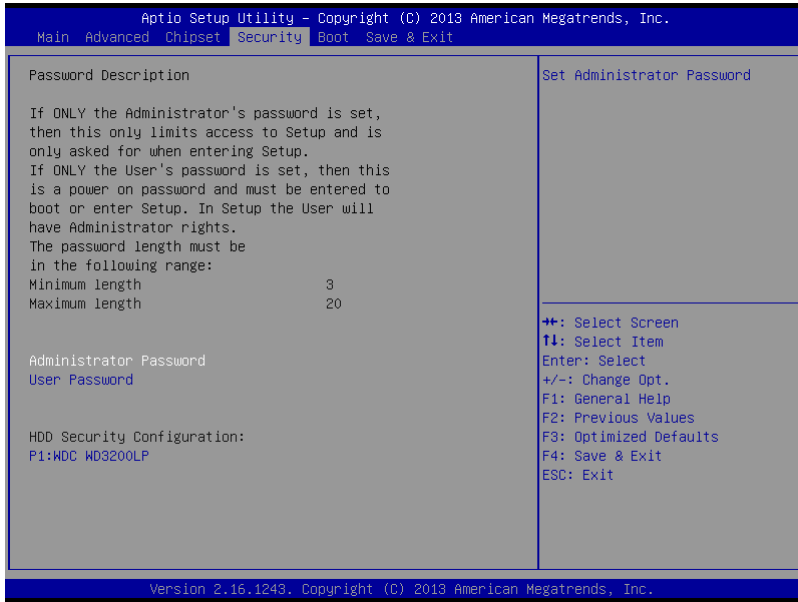 Aptio Setup Utility – Copyright (C) 2013 American Megatrends, Inc.
Main Advanced Chipset Security Boot Save & Exit
Password Description
If ONLY the Administrator's password is set,
then this only limits access to Setup and is
only asked for when entering Setup.
If ONLY the User's password is set, then this
is a power on password and must be entered to
boot or enter Setup. In Setup the User will
have Administrator rights.
The password length must be
in the following range:
Minimum length 3
Maximum length 20
Administrator Password
User Password
HDD Security Configuration:
P1:WDC WD3200LP
Set Administrator Password
→←: Select Screen
↑↓: Select Item
Enter: Select
+/-: Change Opt.
F1: General Help
F2: Previous Values
F3: Optimized Defaults
F4: Save & Exit
ESC: Exit
Version 2.16.1243. Copyright (C) 2013 American Megatrends, Inc.